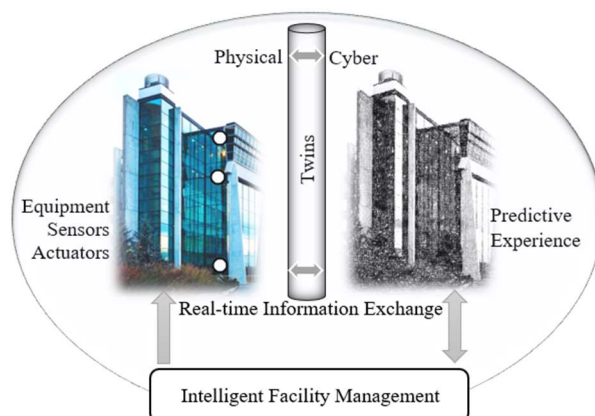 Physical
Cyber
Twins
Equipment
Sensors
Actuators
Predictive
Experience
Real-time Information Exchange
Intelligent Facility Management